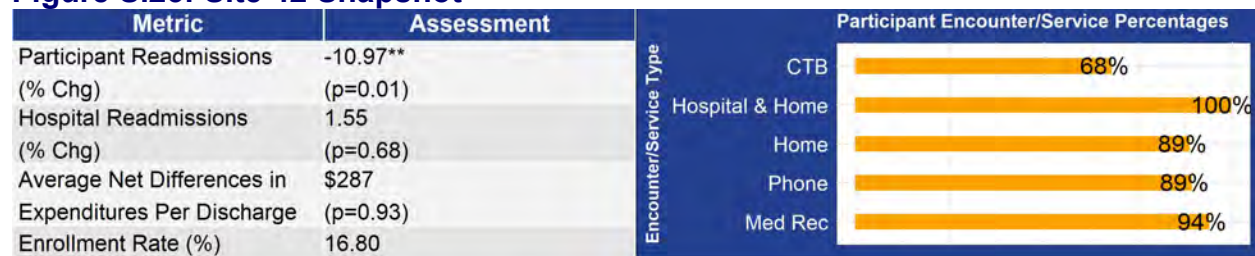 Metric Assessment
Participant Readmissions -10.97**
(% Chg) (p=0.01)
Hospital Readmissions 1.55
(% Chg) (p=0.68)
Average Net Differences in $287
Expenditures Per Discharge (p=0.93)
Enrollment Rate (%) 16.80
Participant Encounter/Service Percentages
Encounter/Service Type
CTB 68%
Hospital & Home 100%
Home 89%
Phone 89%
Med Rec 94%